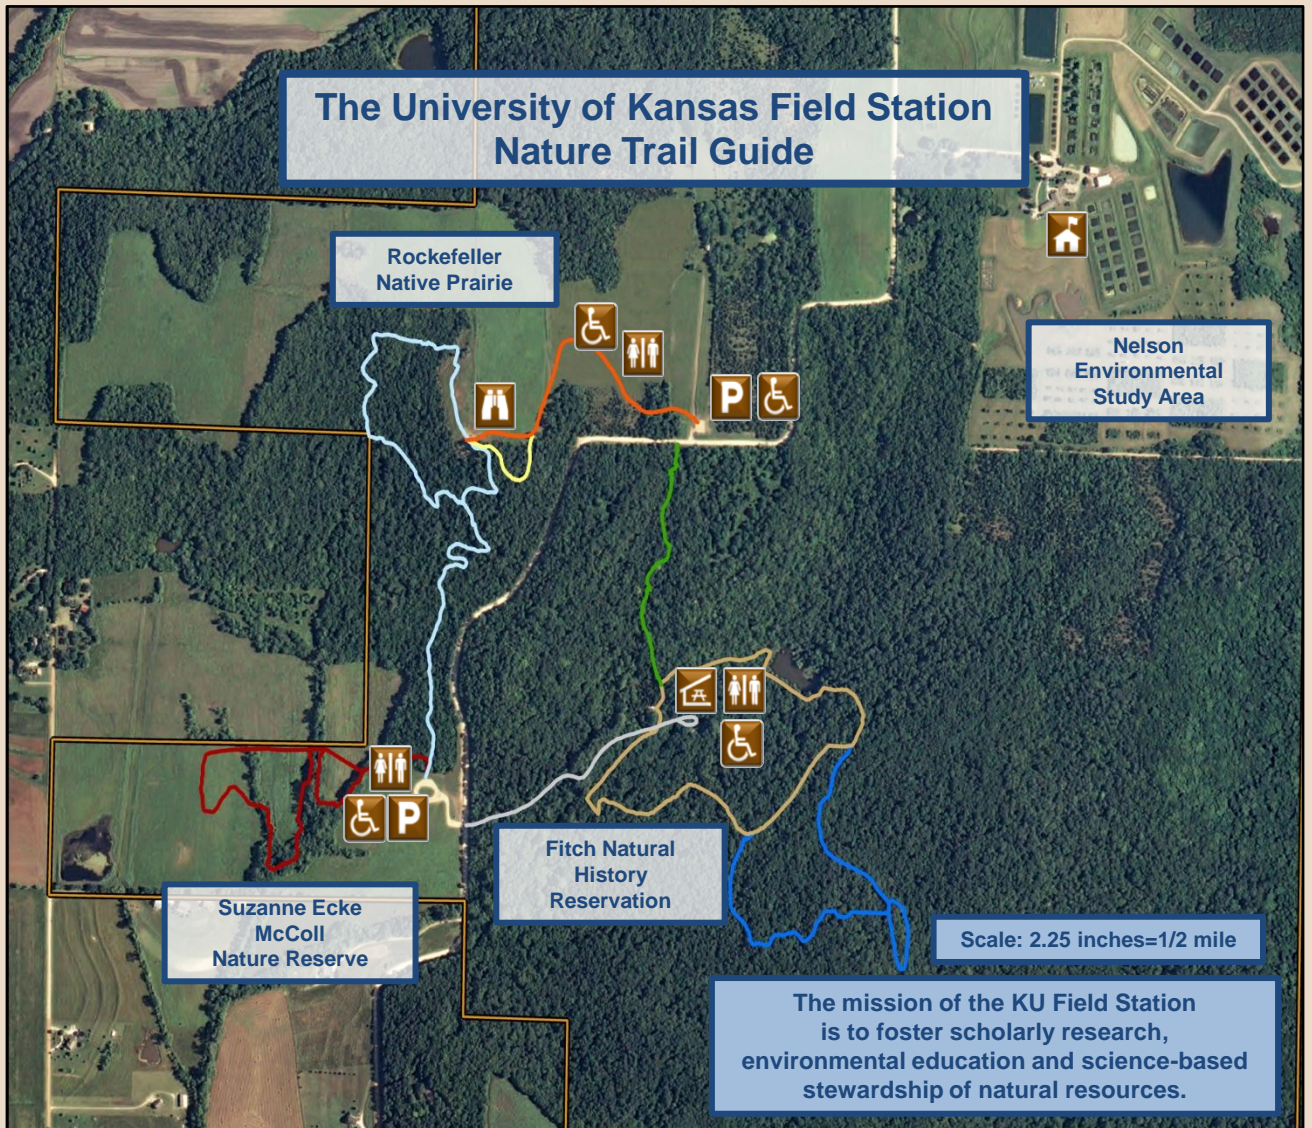 The University of Kansas Field Station
Nature Trail Guide
Rockefeller
Native Prairie
Nelson
Environmental
Study Area
P
P
Fitch Natural
History
Reservation
Suzanne Ecke
McColl
Nature Reserve
Scale: 2.25 inches=1/2 mile
The mission of the KU Field Station
is to foster scholarly research,
environmental education and science-based
stewardship of natural resources.